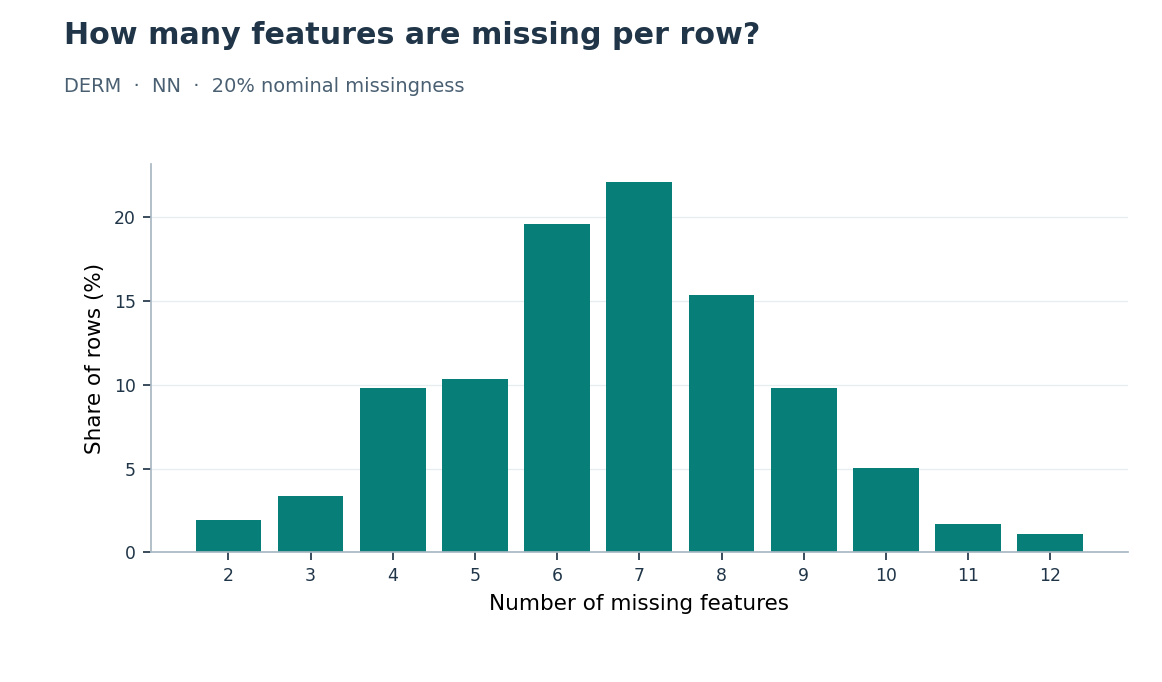 How many features are missing per row?
DERM · NN · 20% nominal missingness
Share of rows (%)
20
15
10
5
0
2 3 4 5 6 7 8 9 10 11 12
Number of missing features